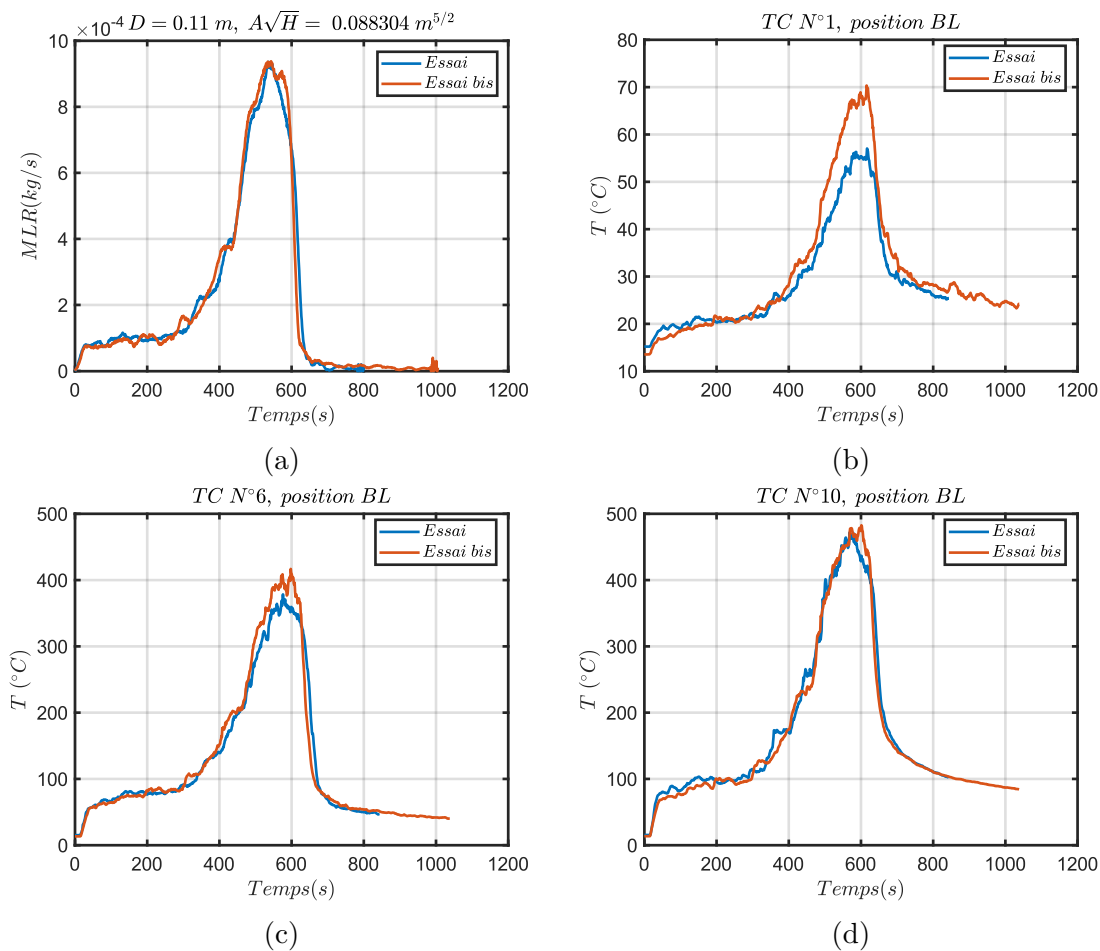 ×10⁻⁴ D = 0.11 m, A√H = 0.088304 m^{5/2}
10
8
6
4
2
0
MLR(kg/s)
Essai
Essai bis
0 200 400 600 800 1000 1200
Temps(s)
(a)
TC N°1, position BL
80
70
60
50
40
30
20
10
T (°C)
Essai
Essai bis
0 200 400 600 800 1000 1200
Temps(s)
(b)
TC N°6, position BL
500
400
300
200
100
0
T (°C)
Essai
Essai bis
0 200 400 600 800 1000 1200
Temps(s)
(c)
TC N°10, position BL
500
400
300
200
100
0
T (°C)
Essai
Essai bis
0 200 400 600 800 1000 1200
Temps(s)
(d)